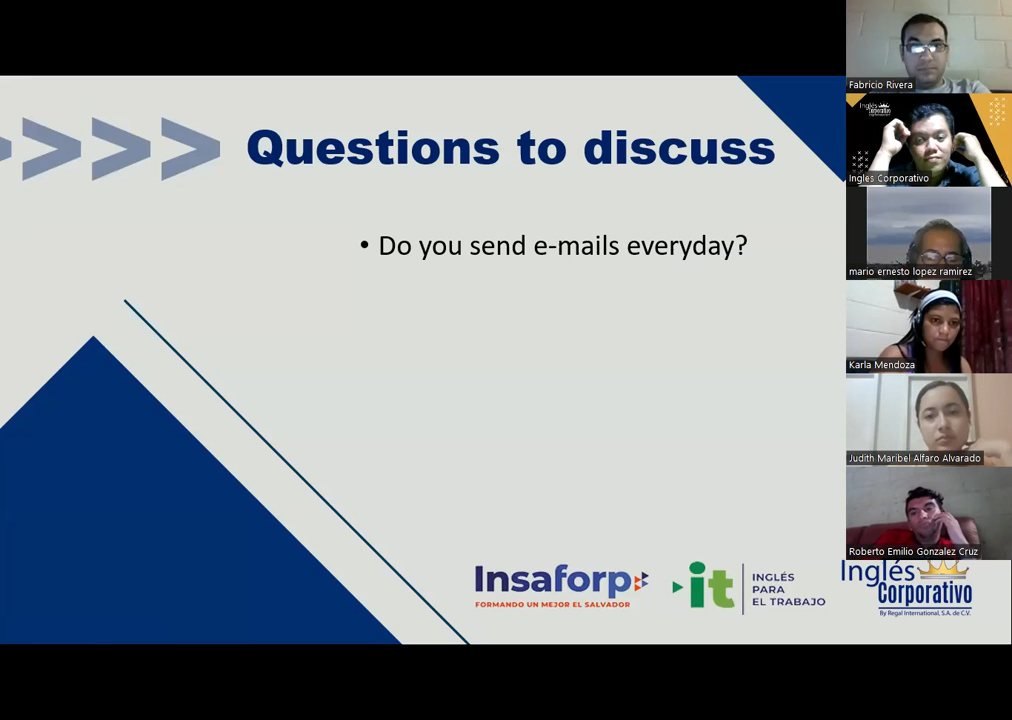 Questions to discuss
• Do you send e-mails everyday?
Insaforp
FORMANDO UN MEJOR EL SALVADOR
it
INGLÉS
PARA
EL TRABAJO
Inglés
Corporativo
By Regal International, S.A. de C.V.
Fabricio Rivera
Inglés
Ingles Corporativo
mario ernesto lopez ramirez
Karla Mendoza
Judith Maribel Alfaro Alvarado
Roberto Emilio Gonzalez Cruz